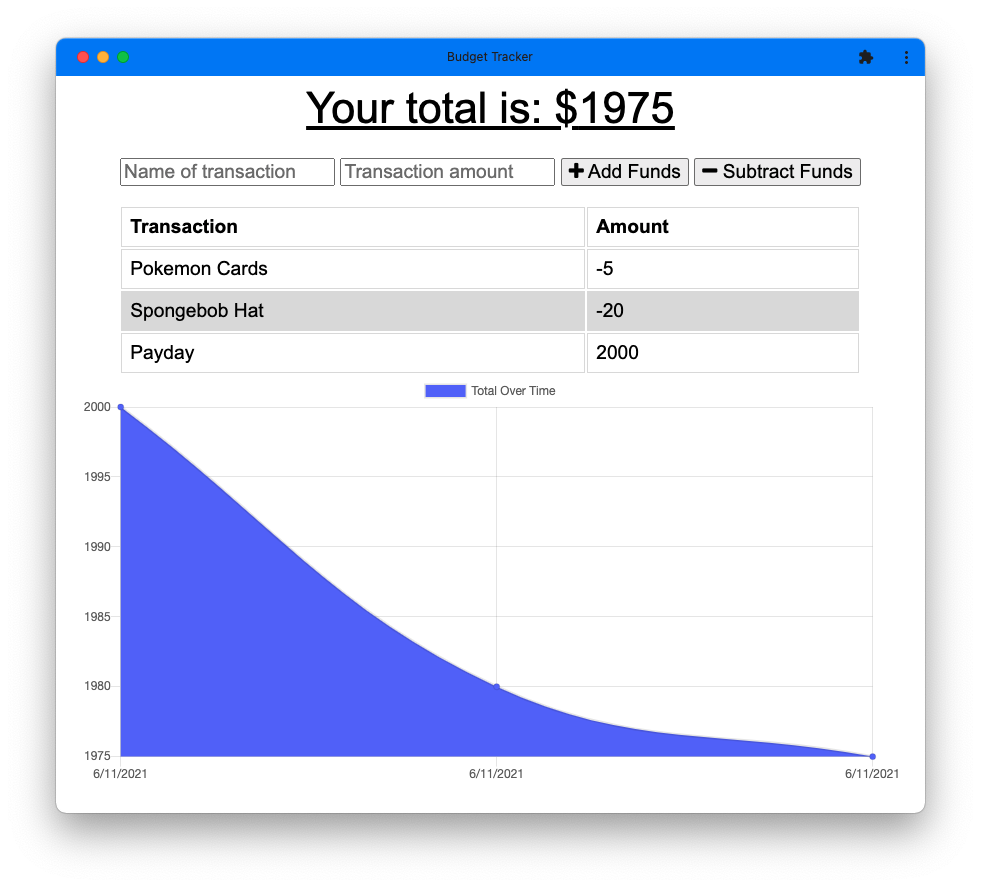 Budget Tracker
Your total is: $1975
Name of transaction Transaction amount Add Funds Subtract Funds
Transaction Amount
Pokemon Cards -5
Spongebob Hat -20
Payday 2000
Total Over Time
2000
1995
1990
1985
1980
1975
6/11/2021 6/11/2021 6/11/2021